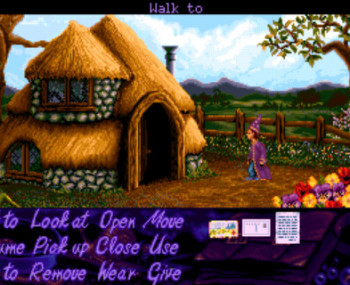 Walk to
to Look at Open Move
ume Pick up Close Use
to Remove Wear Give